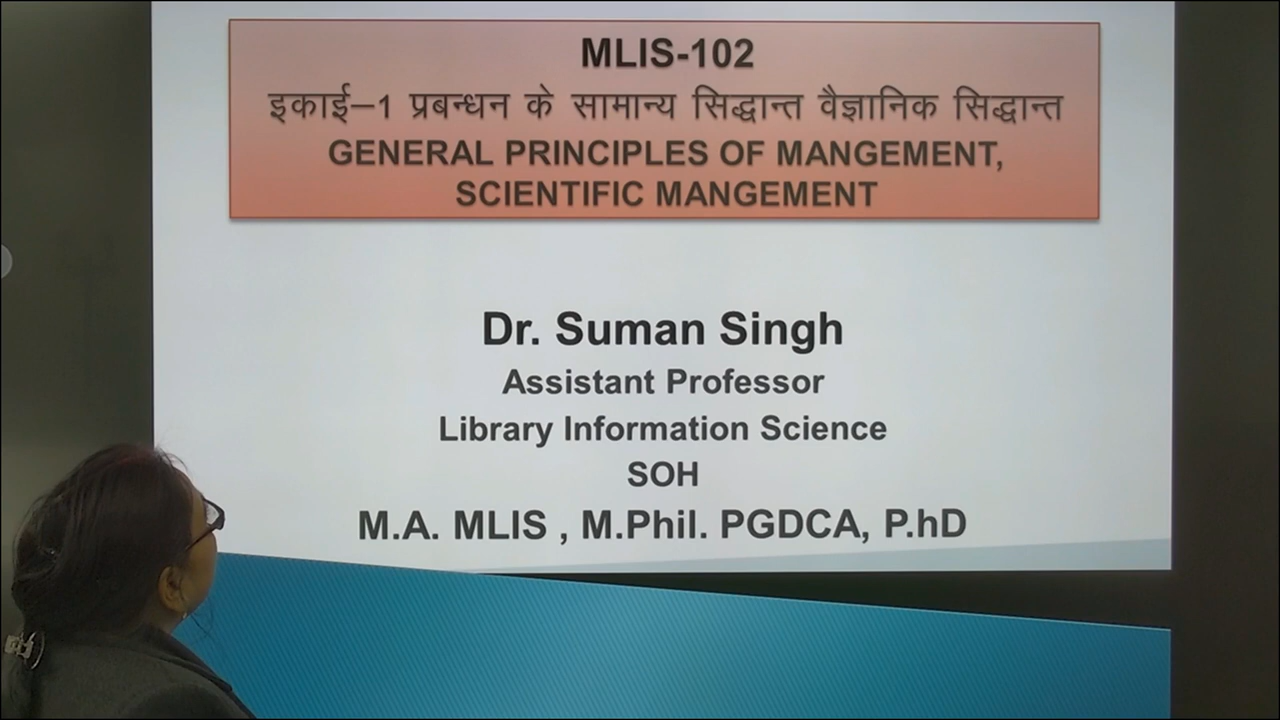 MLIS-102
इकाई–1 प्रबन्धन के सामान्य सिद्धान्त वैज्ञानिक सिद्धान्त
GENERAL PRINCIPLES OF MANGEMENT,
SCIENTIFIC MANGEMENT
Dr. Suman Singh
Assistant Professor
Library Information Science
SOH
M.A. MLIS , M.Phil. PGDCA, P.hD